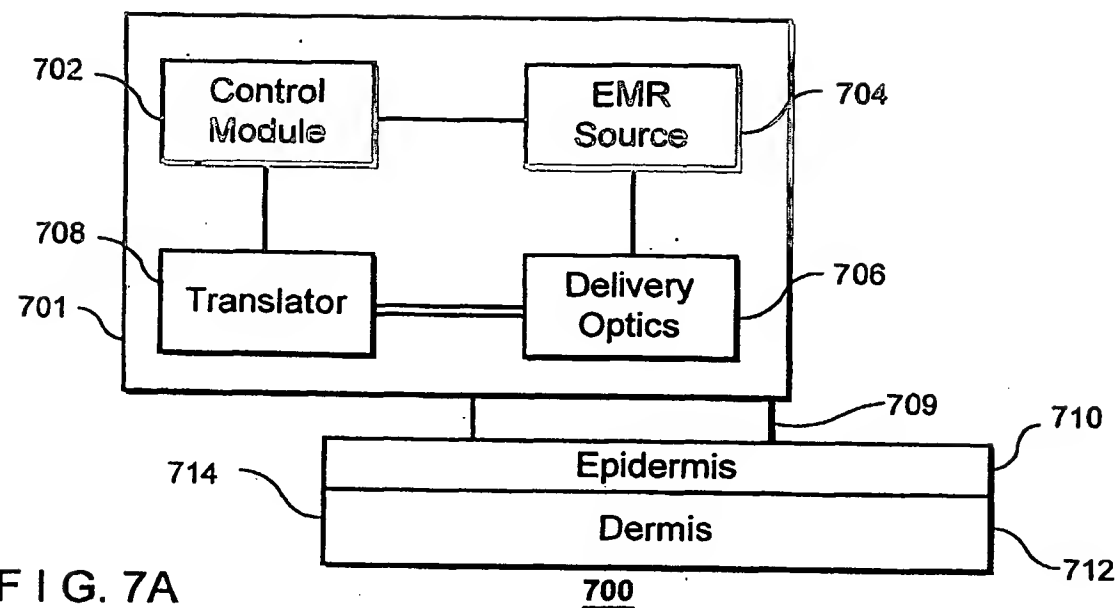 702
Control
Module
EMR
Source
704
708
Translator
Delivery
Optics
706
701
709
710
714
Epidermis
Dermis
712
F I G. 7A
700